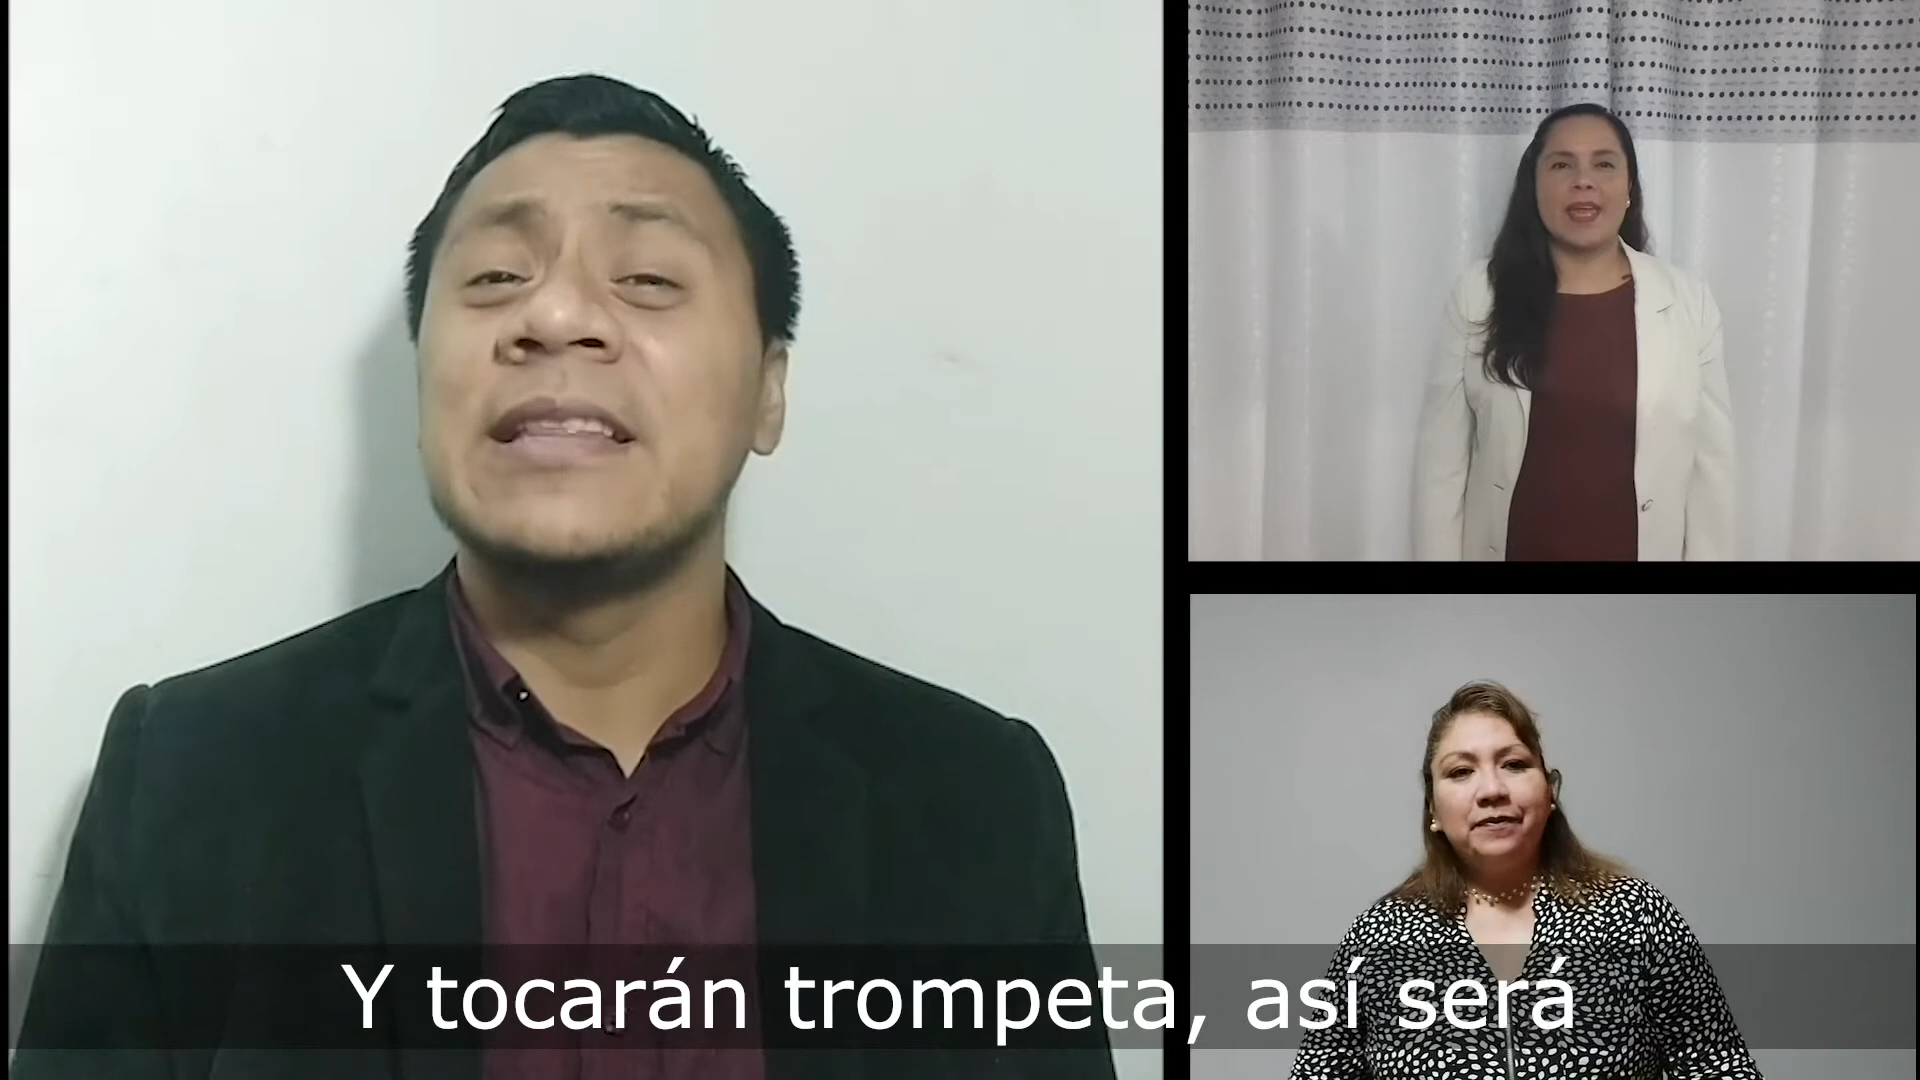 Y tocarán trompeta, así será